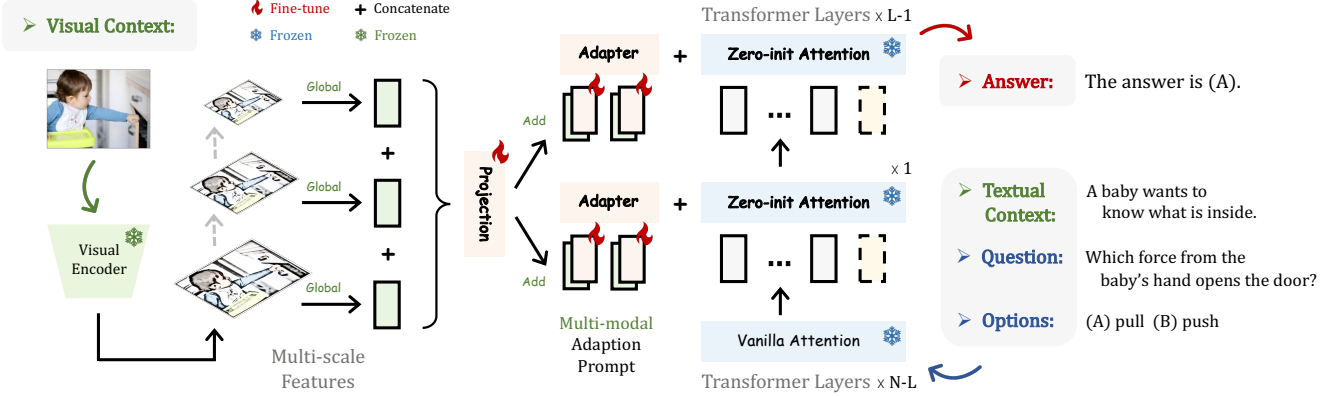 Visual Context:
Fine-tune
Concatenate
Frozen
Frozen
Visual
Encoder
Global
Global
Global
+
+
Multi-scale
Features
Projection
Add
Add
Adapter
+
Adapter
+
Multi-modal
Adaption
Prompt
Transformer Layers x L-1
Zero-init Attention
...
x 1
Zero-init Attention
...
Vanilla Attention
Transformer Layers x N-L
Answer:
The answer is (A).
Textual
Context:
A baby wants to
know what is inside.
Question:
Which force from the
baby's hand opens the door?
Options:
(A) pull (B) push